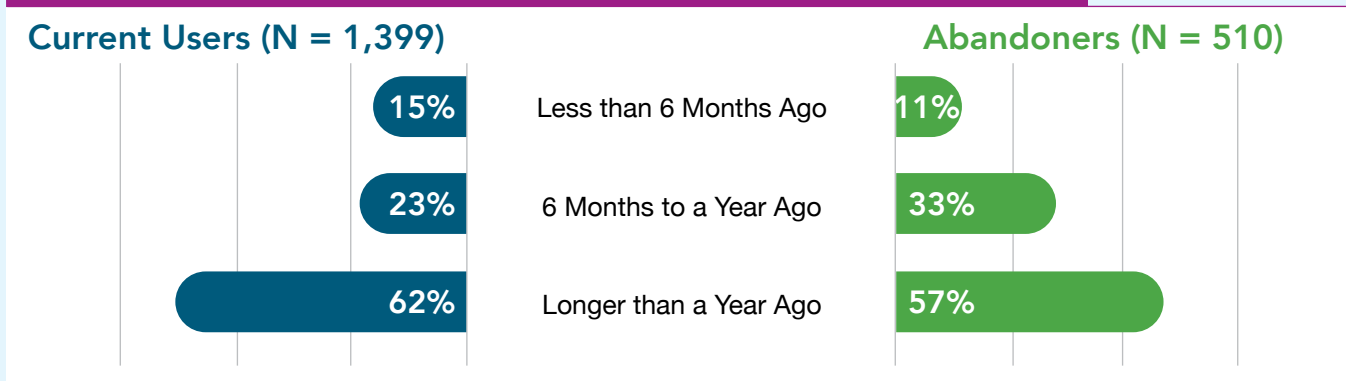 Current Users (N = 1,399) Abandoners (N = 510)
15% Less than 6 Months Ago 11%
23% 6 Months to a Year Ago 33%
62% Longer than a Year Ago 57%